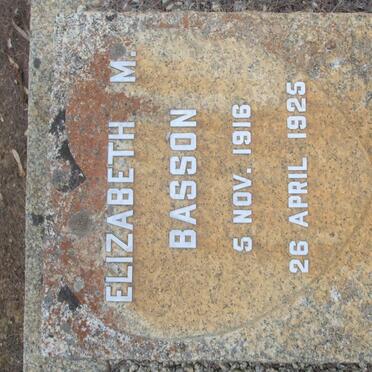 ELIZABETH M.
BASSON
5 NOV. 1916
26 APRIL 1925